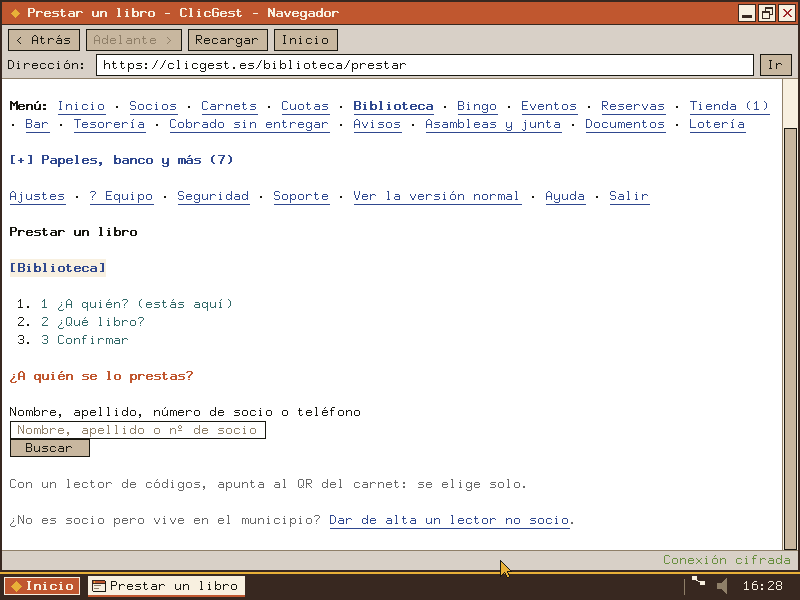 Prestar un libro - ClicGest - Navegador
< Atrás
Adelante >
Recargar
Inicio
Dirección:
https://clicgest.es/biblioteca/prestar
Ir
Menú: Inicio · Socios · Carnets · Cuotas · Biblioteca · Bingo · Eventos · Reservas · Tienda (1)
· Bar · Tesorería · Cobrado sin entregar · Avisos · Asambleas y junta · Documentos · Lotería
[+] Papeles, banco y más (7)
Ajustes · ? Equipo · Seguridad · Soporte · Ver la versión normal · Ayuda · Salir
Prestar un libro
[Biblioteca]
1. 1 ¿A quién? (estás aquí)
2. 2 ¿Qué libro?
3. 3 Confirmar
¿A quién se lo prestas?
Nombre, apellido, número de socio o teléfono
Nombre, apellido o nº de socio
Buscar
Con un lector de códigos, apunta al QR del carnet: se elige solo.
¿No es socio pero vive en el municipio? Dar de alta un lector no socio.
Conexión cifrada
Inicio
Prestar un libro
16:28